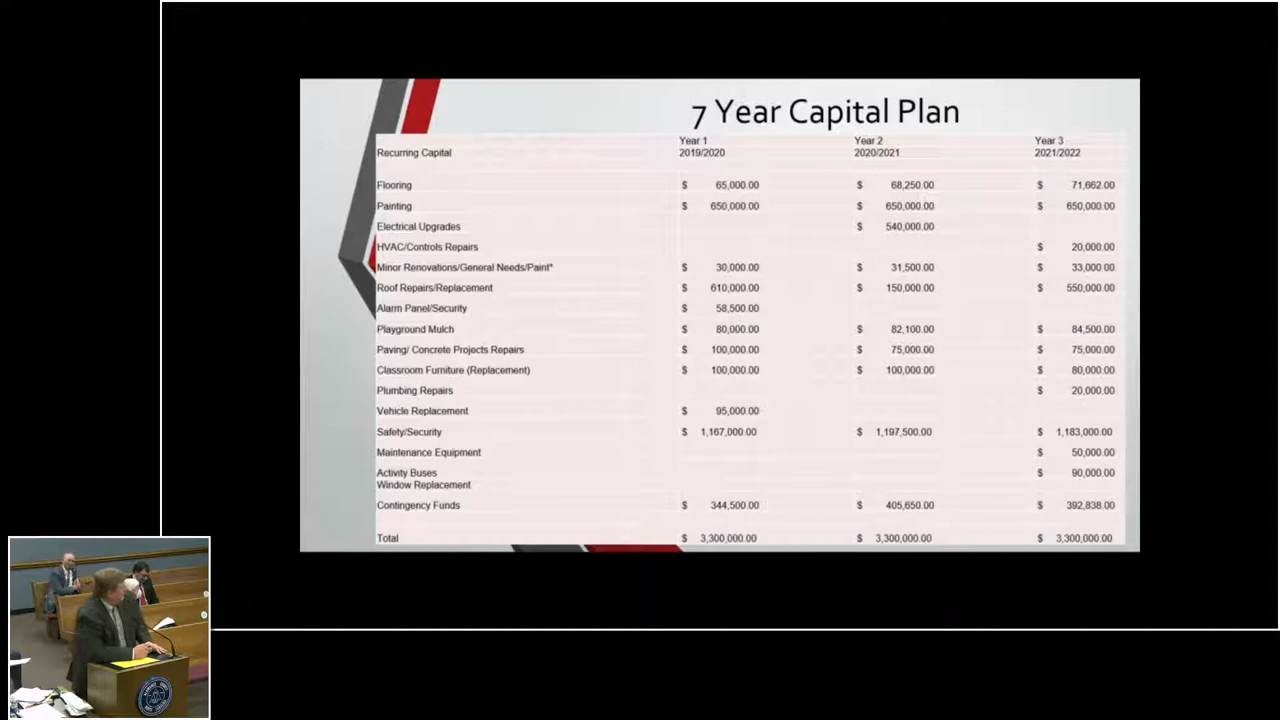 7 Year Capital Plan
Year 1 Year 2 Year 3
Recurring Capital 2019/2020 2020/2021 2021/2022
Flooring $ 65,000.00 $ 68,250.00 $ 71,662.00
Painting $ 650,000.00 $ 650,000.00 $ 650,000.00
Electrical Upgrades $ 540,000.00
HVAC/Controls Repairs $ 20,000.00
Minor Renovations/General Needs/Paint* $ 30,000.00 $ 31,500.00 $ 33,000.00
Roof Repairs/Replacement $ 610,000.00 $ 150,000.00 $ 550,000.00
Alarm Panel/Security $ 58,500.00
Playground Mulch $ 80,000.00 $ 82,100.00 $ 84,500.00
Paving/ Concrete Projects Repairs $ 100,000.00 $ 75,000.00 $ 75,000.00
Classroom Furniture (Replacement) $ 100,000.00 $ 100,000.00 $ 80,000.00
Plumbing Repairs $ 20,000.00
Vehicle Replacement $ 95,000.00
Safety/Security $ 1,167,000.00 $ 1,197,500.00 $ 1,183,000.00
Maintenance Equipment $ 50,000.00
Activity Buses $ 90,000.00
Window Replacement
Contingency Funds $ 344,500.00 $ 405,650.00 $ 392,838.00
Total $ 3,300,000.00 $ 3,300,000.00 $ 3,300,000.00